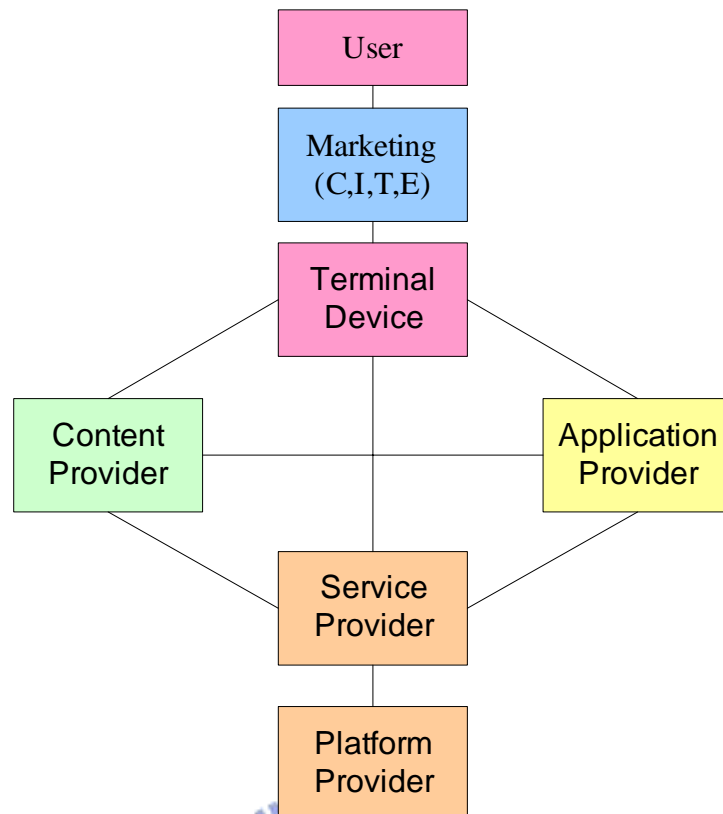 User
Marketing
(C,I,T,E)
Terminal
Device
Content
Provider
Application
Provider
Service
Provider
Platform
Provider